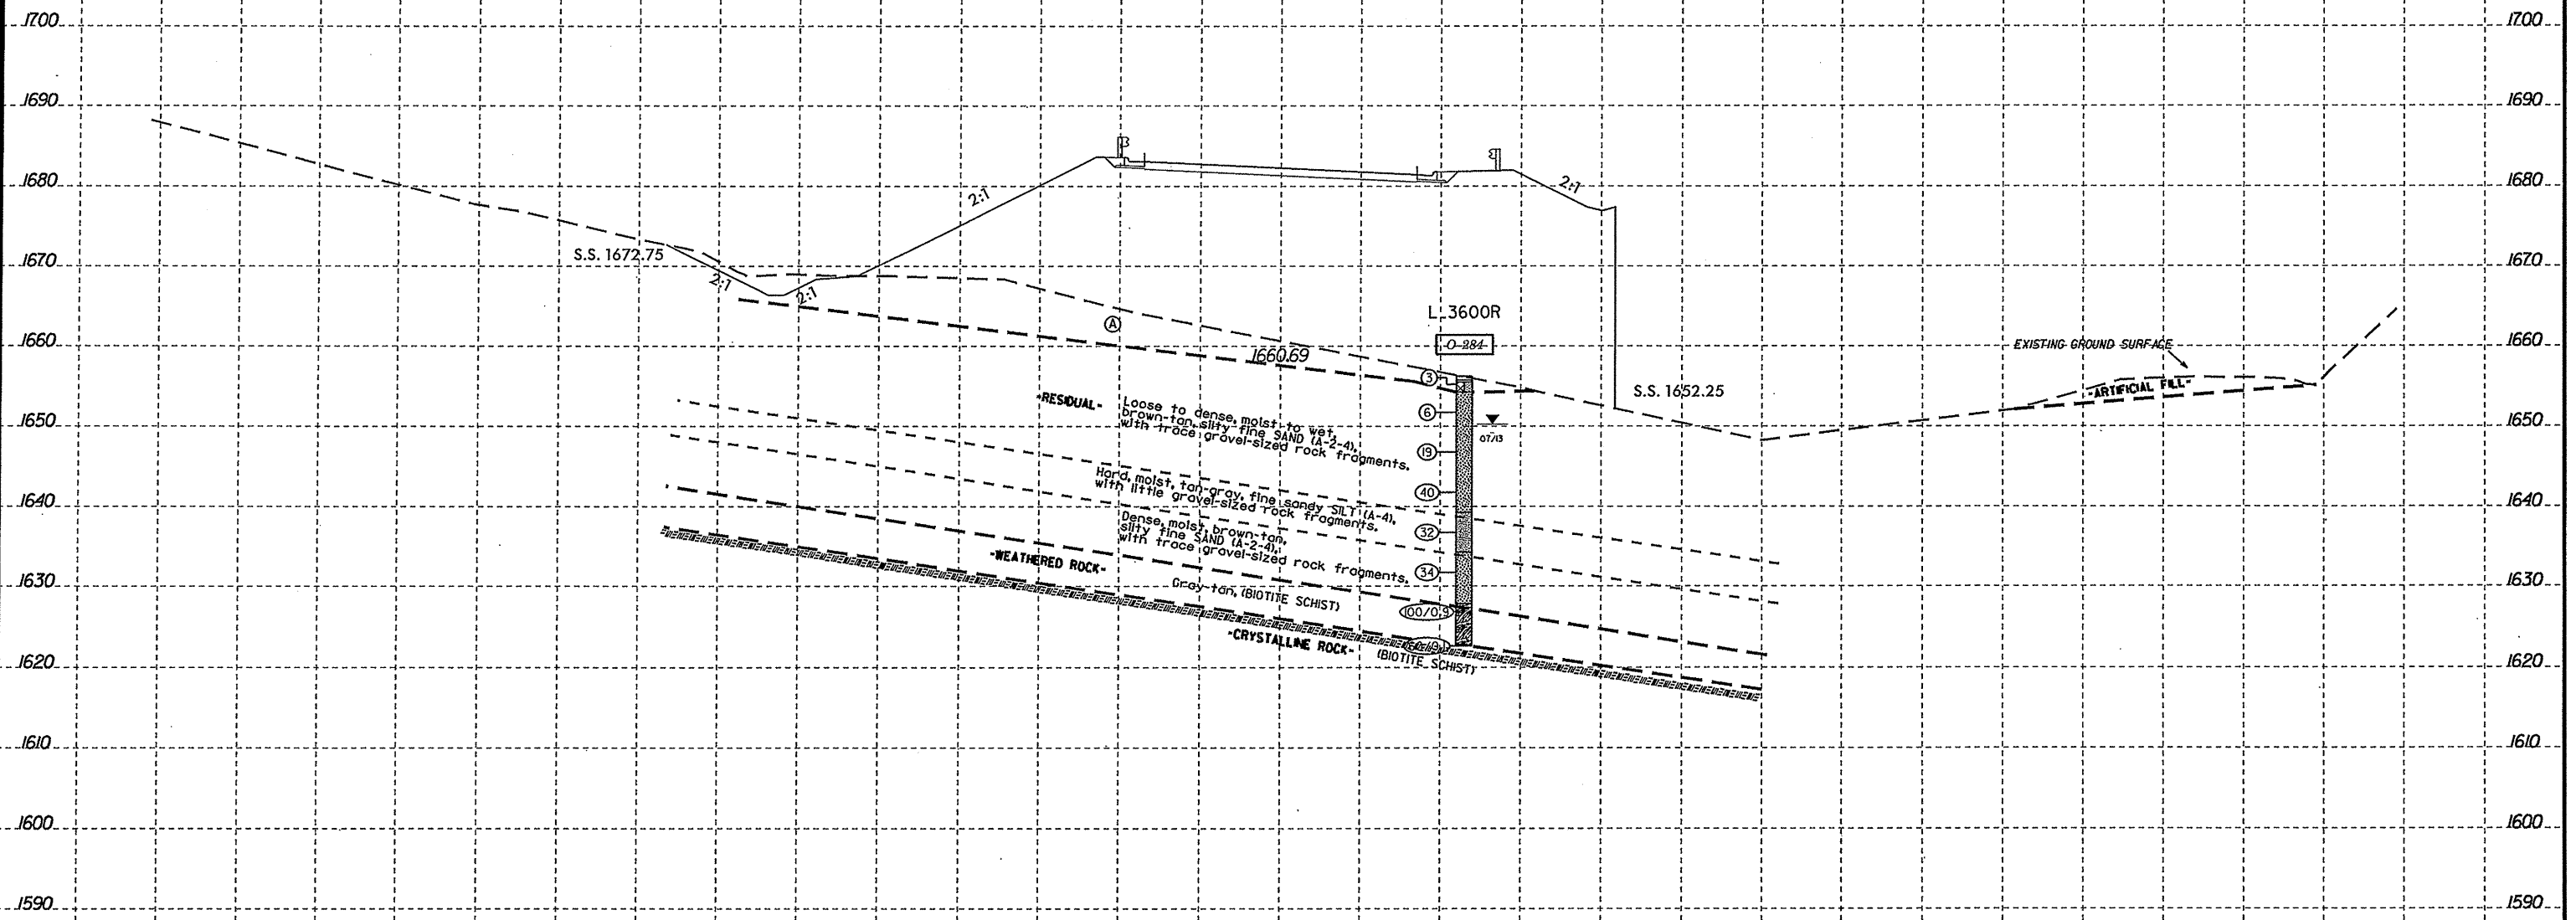 1700 1700
1690 1690
2:1
1680 2:1 1680
S.S. 1672.75
1670 1670
2:1 2:1
L_3600R
A
1660 1660.69 O-284 EXISTING GROUND SURFACE 1660
3
-ARTIFICIAL FILL-
S.S. 1652.25
-RESIDUAL-
Loose to dense, moist to wet,
brown-tan, silty fine SAND (A-2-4),
with trace gravel-sized rock fragments.
6
1650 1650
07/13
19
Hard, moist, tan-gray, fine sandy SILT (A-4),
with little gravel-sized rock fragments.
40
1640 1640
Dense, moist, brown-tan,
silty fine SAND (A-2-4),
with trace gravel-sized rock fragments.
32
34
-WEATHERED ROCK-
1630 1630
Gray-tan, (BIOTITE SCHIST)
100/0.9
-CRYSTALLINE ROCK-
(BIOTITE SCHIST)
1620 1620
1610 1610
1600 1600
1590 1590